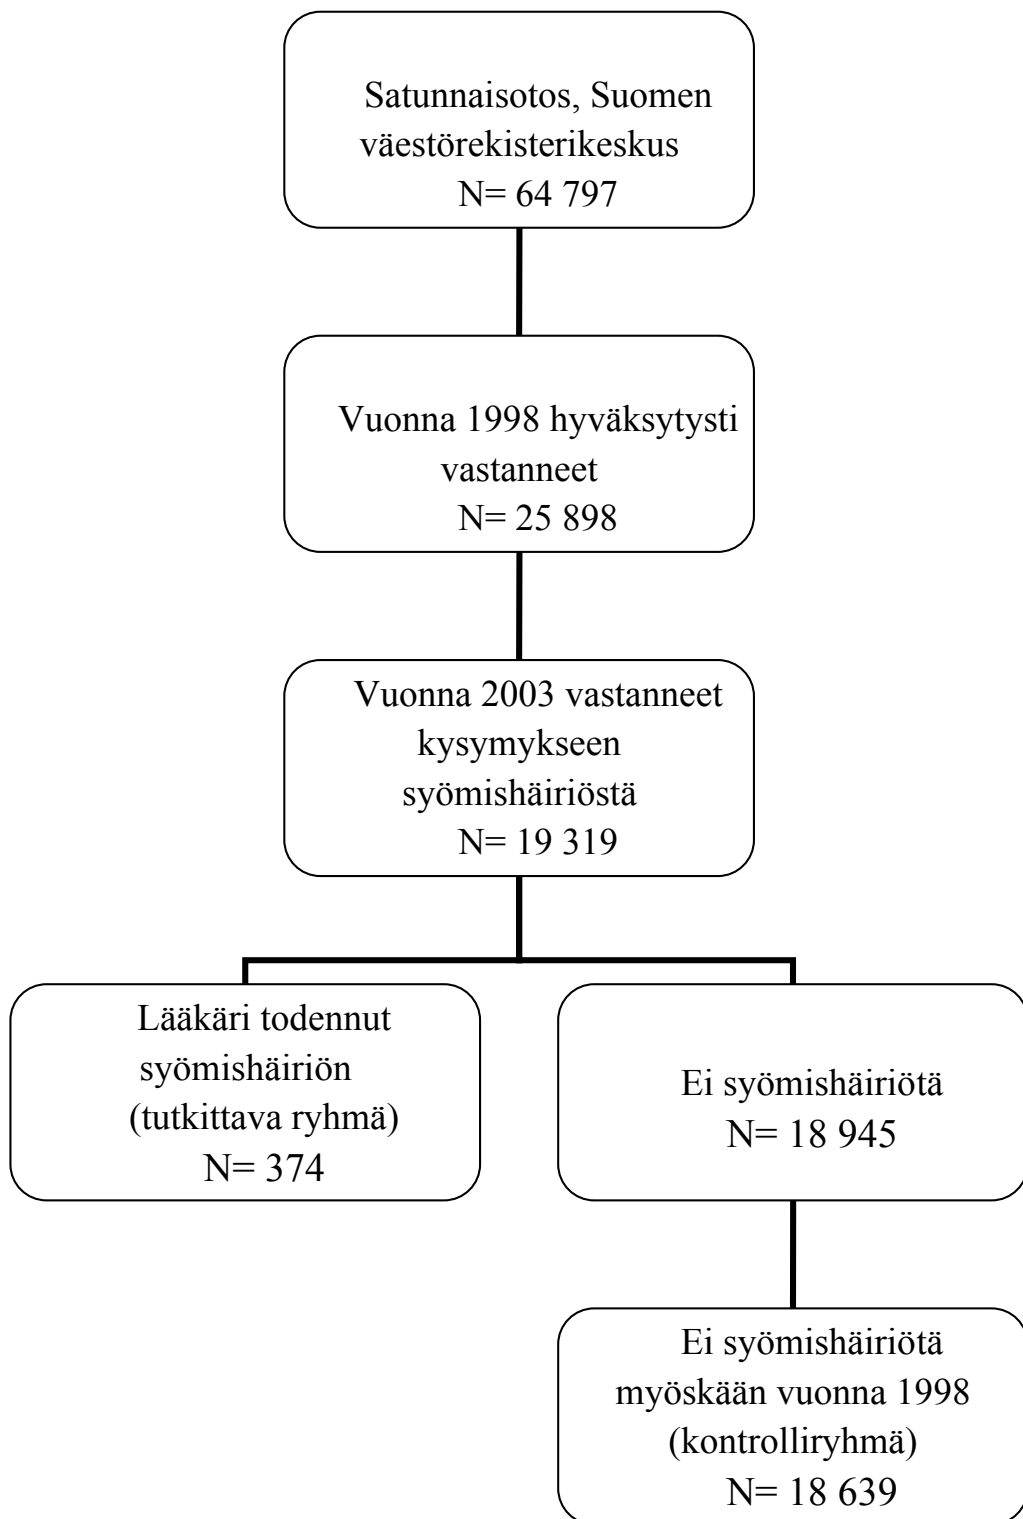 Satunnaisotos, Suomen
väestörekisterikeskus
N= 64 797
Vuonna 1998 hyväksytysti
vastanneet
N= 25 898
Vuonna 2003 vastanneet
kysymykseen
syömishäiriöstä
N= 19 319
Lääkäri todennut
syömishäiriön
(tutkittava ryhmä)
N= 374
Ei syömishäiriötä
N= 18 945
Ei syömishäiriötä
myöskään vuonna 1998
(kontrolliryhmä)
N= 18 639